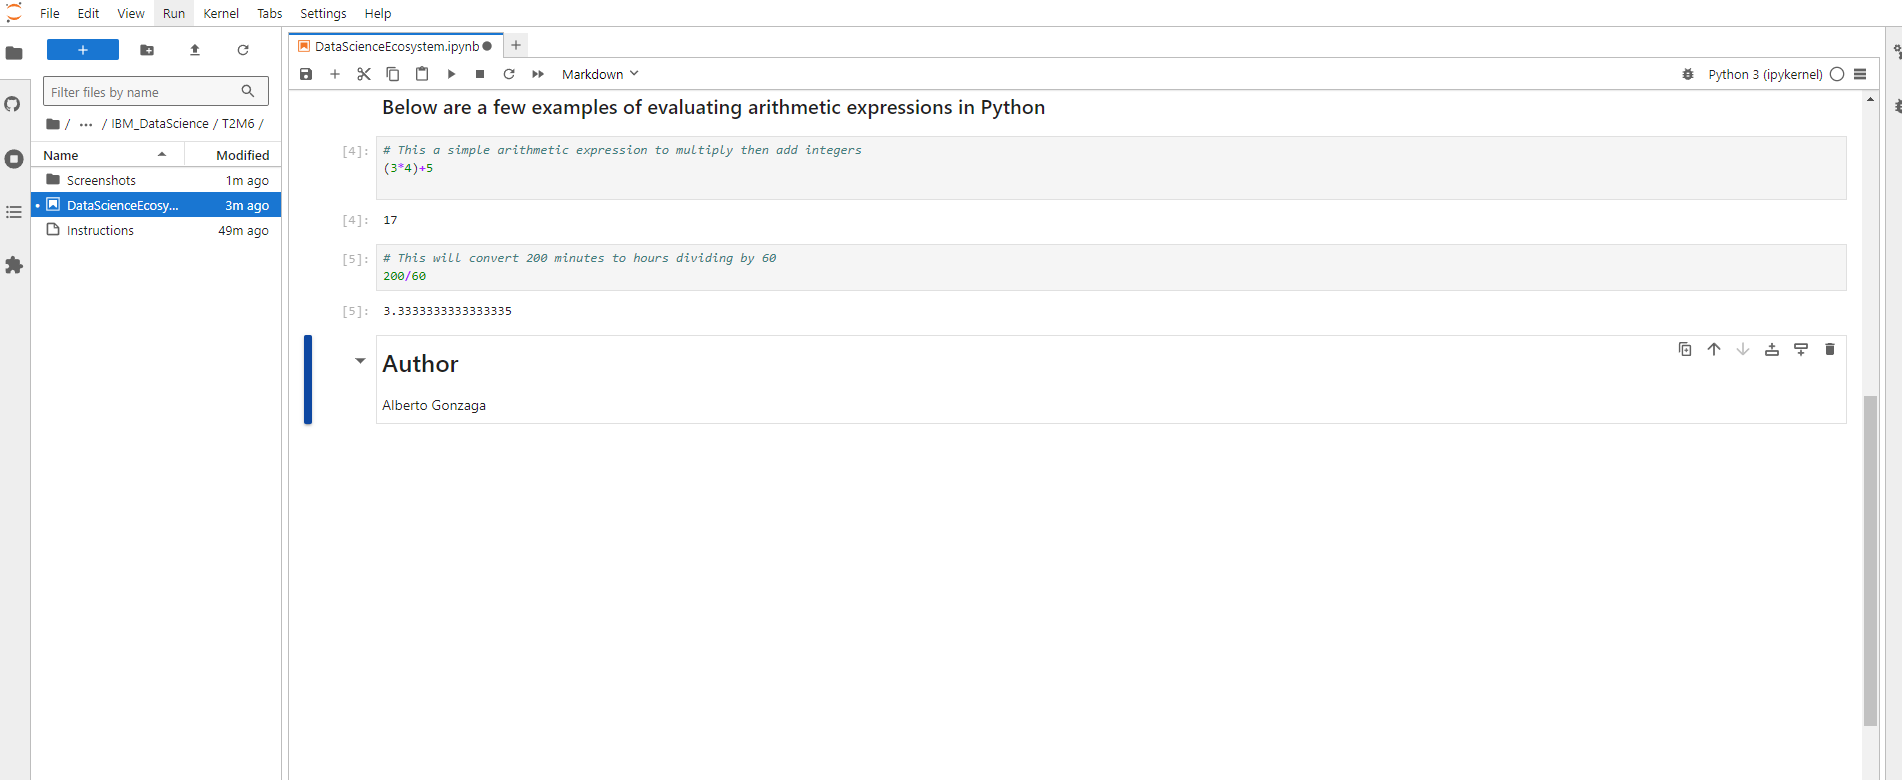 File Edit View Run Kernel Tabs Settings Help
Filter files by name
/ ... / IBM_DataScience / T2M6 /
Name Modified
Screenshots 1m ago
DataScienceEcosy... 3m ago
Instructions 49m ago
DataScienceEcosystem.ipynb
Markdown
Python 3 (ipykernel)
Below are a few examples of evaluating arithmetic expressions in Python
[4]: # This a simple arithmetic expression to multiply then add integers
(3*4)+5
[4]: 17
[5]: # This will convert 200 minutes to hours dividing by 60
200/60
[5]: 3.3333333333333335
Author
Alberto Gonzaga